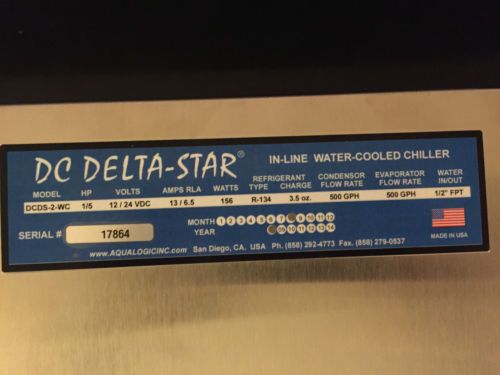 DC DELTA-STAR® IN-LINE WATER-COOLED CHILLER
MODEL HP VOLTS AMPS RLA WATTS REFRIGERANT TYPE CHARGE CONDENSOR FLOW RATE EVAPORATOR FLOW RATE WATER IN/OUT
DCDS-2-WC 1/5 12 / 24 VDC 13 / 6.5 156 R-134 3.5 oz. 500 GPH 500 GPH 1/2" FPT
MONTH 1 2 3 4 5 6 7 9 10 11 12
YEAR 09 10 11 12 13 14
SERIAL # 17864
MADE IN USA
www.AQUALOGICINC.com San Diego, CA. USA Ph. (858) 292-4773 Fax. (858) 279-0537